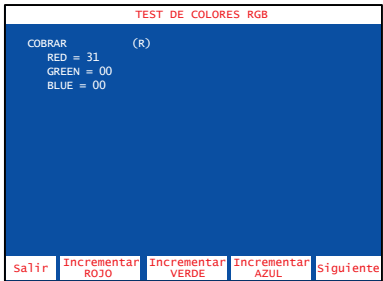 TEST DE COLORES RGB
COBRAR (R)
RED = 31
GREEN = 00
BLUE = 00
Salir Incrementar Incrementar Incrementar Siguiente
ROJO VERDE AZUL